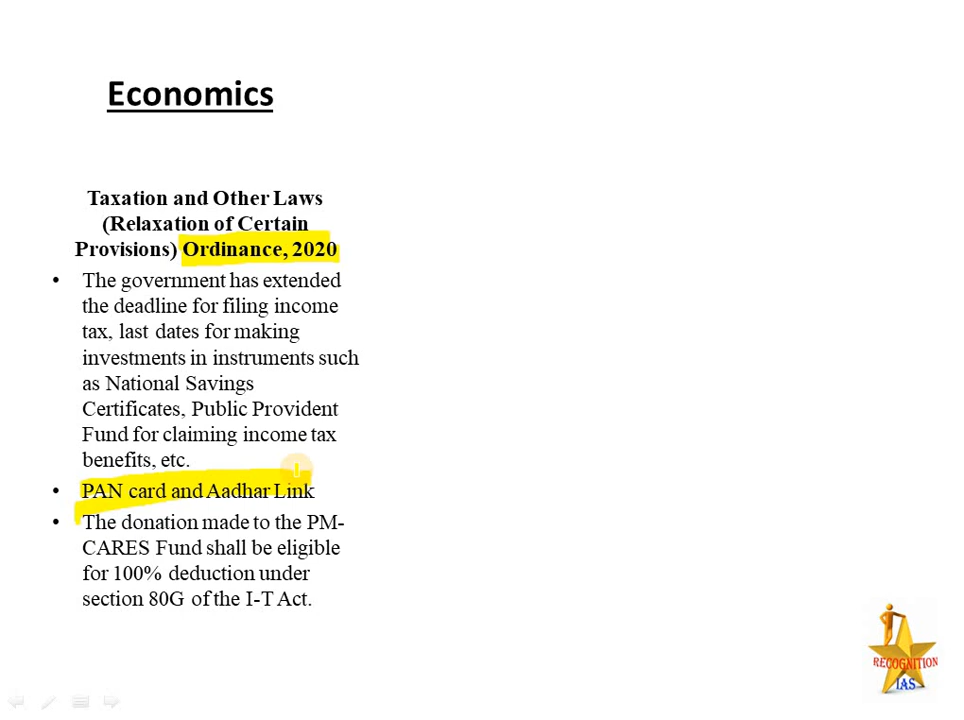 Economics
Taxation and Other Laws
(Relaxation of Certain
Provisions) Ordinance, 2020
• The government has extended
the deadline for filing income
tax, last dates for making
investments in instruments such
as National Savings
Certificates, Public Provident
Fund for claiming income tax
benefits, etc.
• PAN card and Aadhar Link
• The donation made to the PM-
CARES Fund shall be eligible
for 100% deduction under
section 80G of the I-T Act.
RECOGNITION
IAS